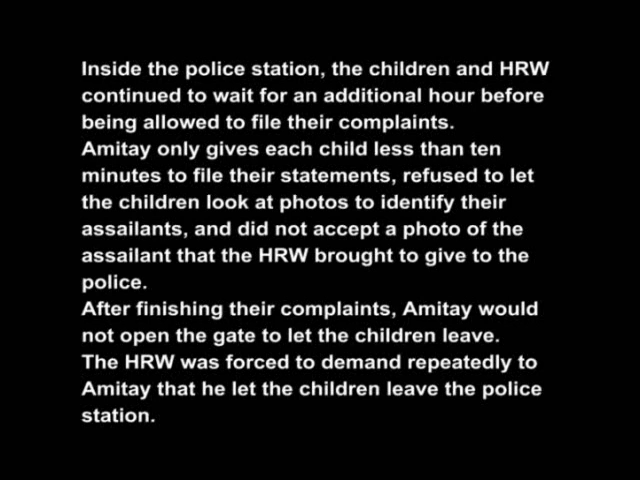 Inside the police station, the children and HRW
continued to wait for an additional hour before
being allowed to file their complaints.
Amitay only gives each child less than ten
minutes to file their statements, refused to let
the children look at photos to identify their
assailants, and did not accept a photo of the
assailant that the HRW brought to give to the
police.
After finishing their complaints, Amitay would
not open the gate to let the children leave.
The HRW was forced to demand repeatedly to
Amitay that he let the children leave the police
station.